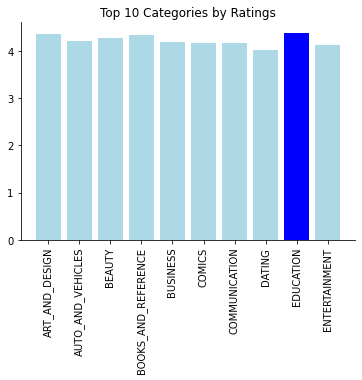 Top 10 Categories by Ratings
4
3
2
1
0
ART_AND_DESIGN
AUTO_AND_VEHICLES
BEAUTY
BOOKS_AND_REFERENCE
BUSINESS
COMICS
COMMUNICATION
DATING
EDUCATION
ENTERTAINMENT